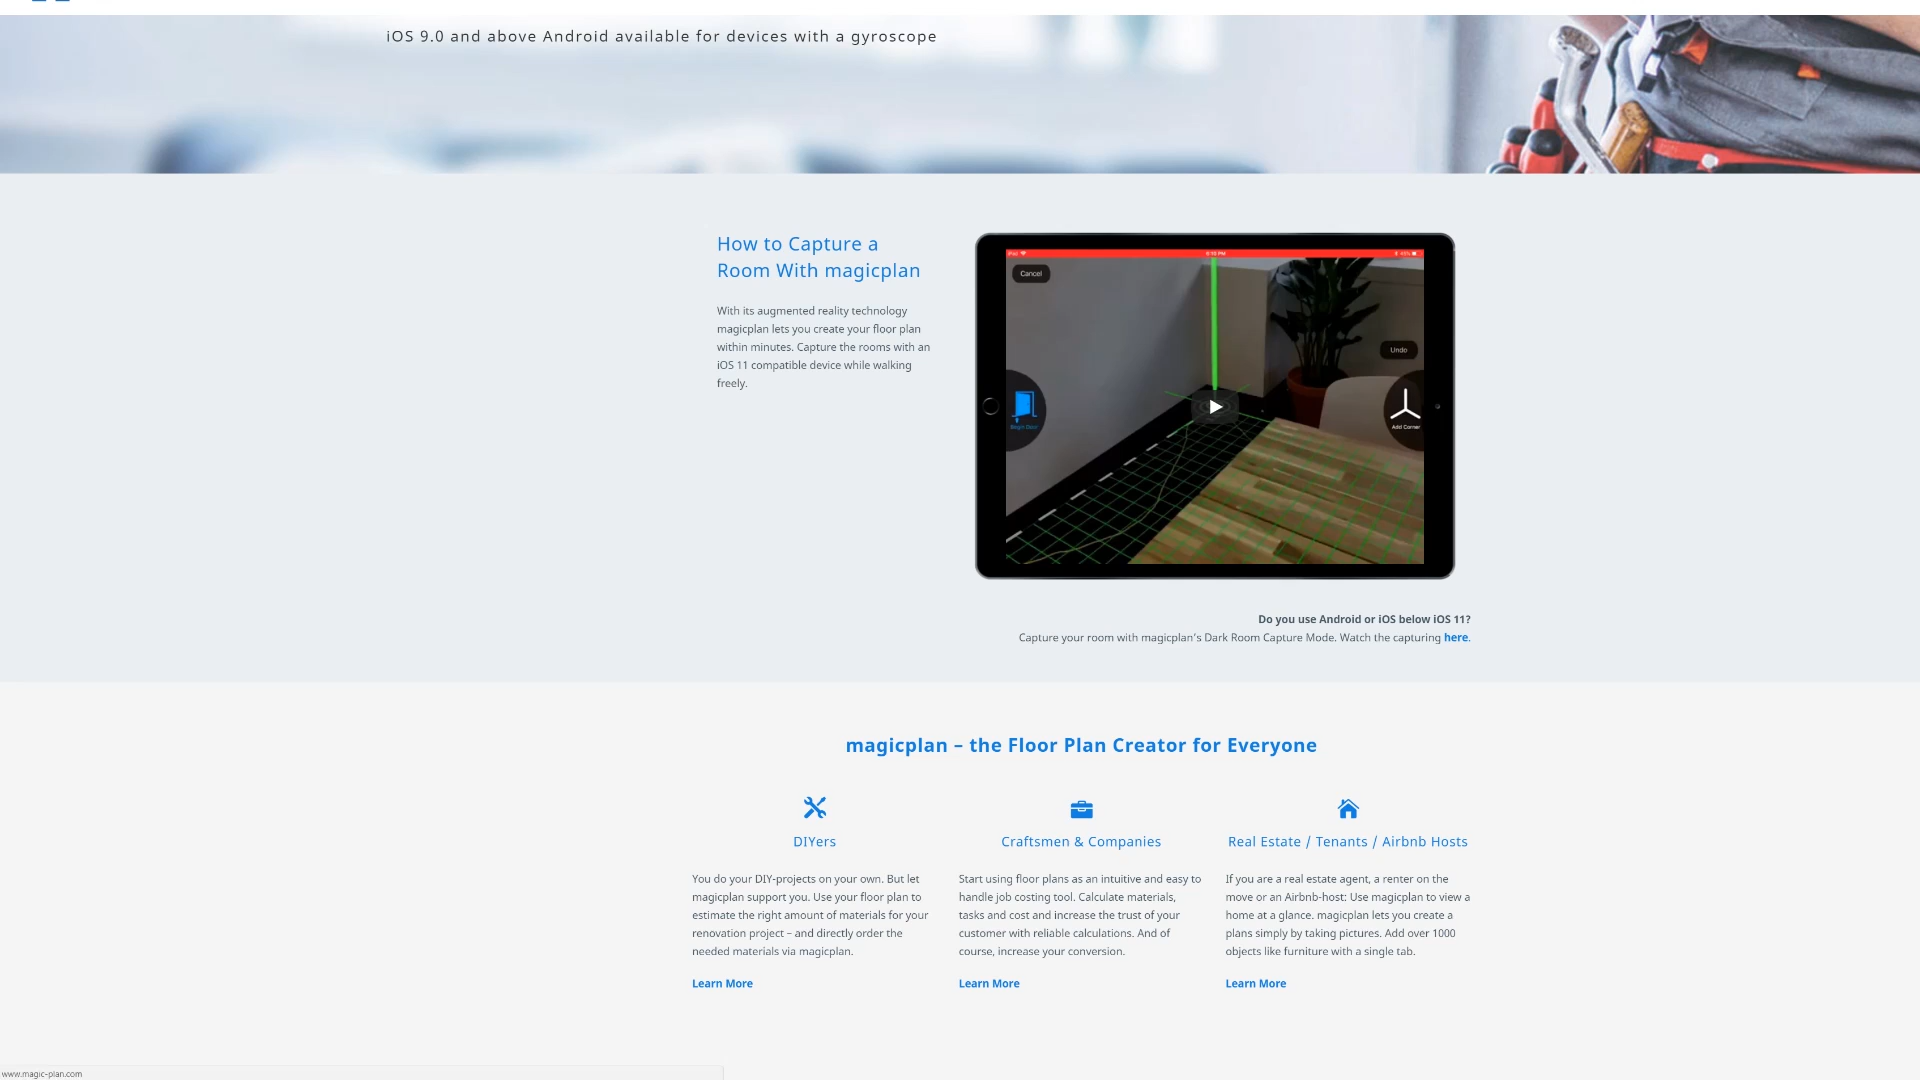 iOS 9.0 and above Android available for devices with a gyroscope
How to Capture a
Room With magicplan
With its augmented reality technology
magicplan lets you create your floor plan
within minutes. Capture the rooms with an
iOS 11 compatible device while walking
freely.
iPad
5:10 PM
Cancel
Undo
Begin Door
Add Corner
Do you use Android or iOS below iOS 11?
Capture your room with magicplan's Dark Room Capture Mode. Watch the capturing here.
magicplan – the Floor Plan Creator for Everyone
DIYers
You do your DIY-projects on your own. But let
magicplan support you. Use your floor plan to
estimate the right amount of materials for your
renovation project – and directly order the
needed materials via magicplan.
Learn More
Craftsmen & Companies
Start using floor plans as an intuitive and easy to
handle job costing tool. Calculate materials,
tasks and cost and increase the trust of your
customer with reliable calculations. And of
course, increase your conversion.
Learn More
Real Estate / Tenants / Airbnb Hosts
If you are a real estate agent, a renter on the
move or an Airbnb-host: Use magicplan to view a
home at a glance. magicplan lets you create a
plans simply by taking pictures. Add over 1000
objects like furniture with a single tab.
Learn More
www.magic-plan.com